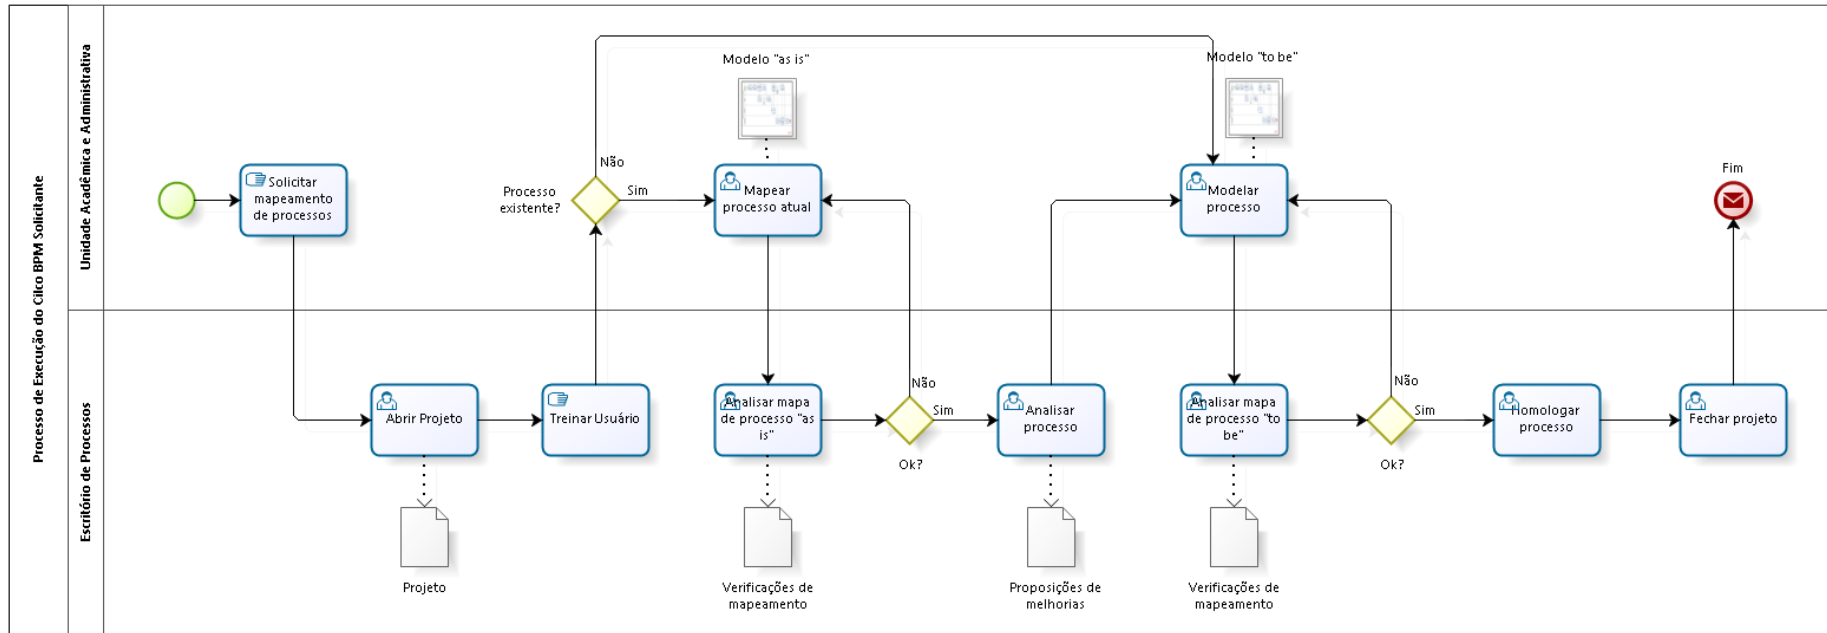 Processo de Execução do Cilco BPM Solicitante
Unidade Acadêmica e Administrativa
Solicitar
mapeamento
de processos
Processo
existente?
Não
Sim
Modelo "as is"
Mapear
processo atual
Modelo "to be"
Modelar
processo
Fim
Escritório de Processos
Abrir Projeto
Projeto
Treinar Usuário
Analisar mapa
de processo "as
is"
Verificações de
mapeamento
Não
Sim
Ok?
Analisar
processo
Proposições de
melhorias
Analisar mapa
de processo "to
be"
Verificações de
mapeamento
Não
Sim
Ok?
Homologar
processo
Fechar projeto